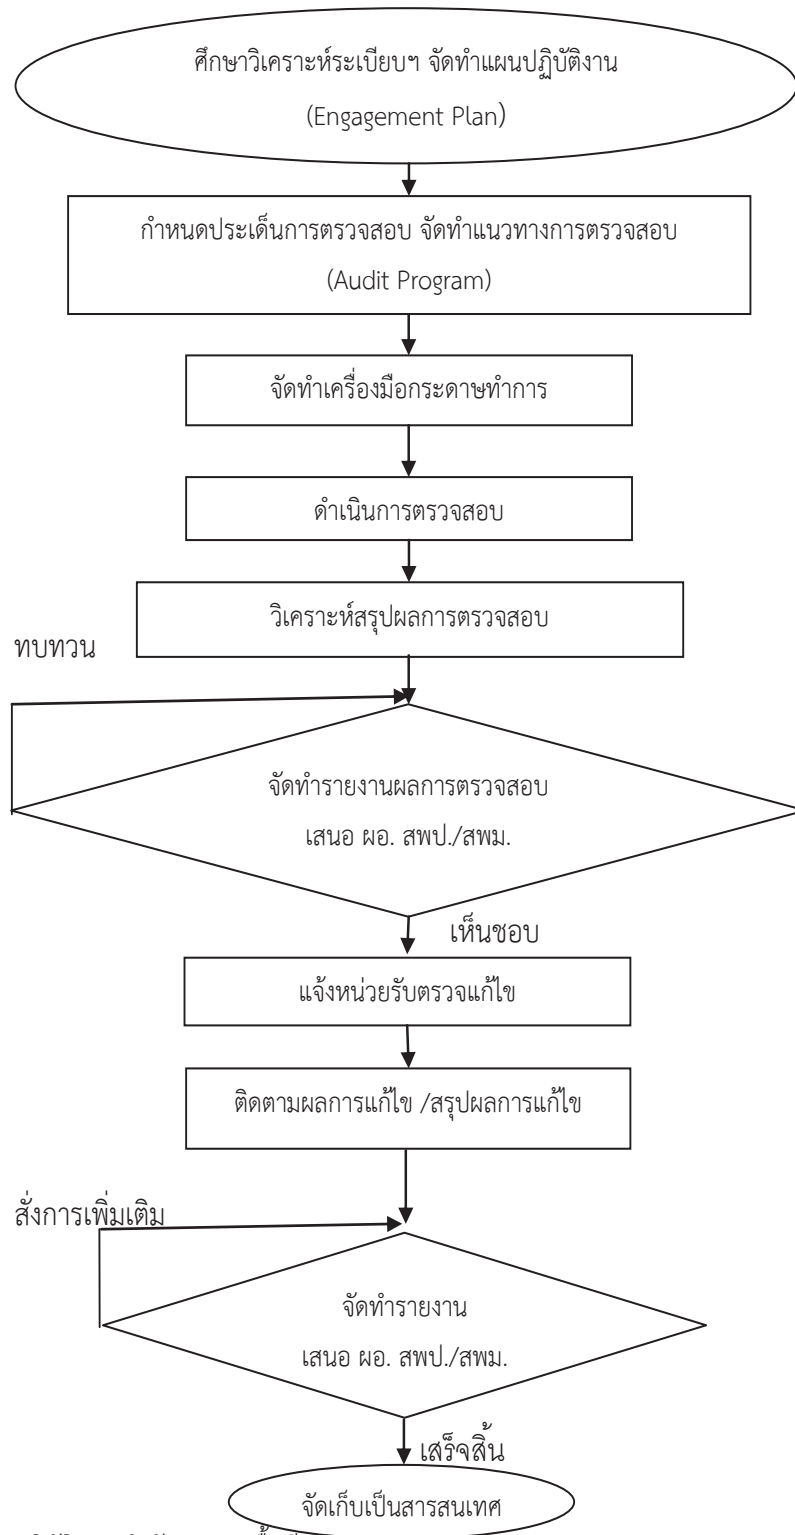 ศึกษาวิเคราะห์ระเบียบฯ จัดทำแผนปฏิบัติงาน
(Engagement Plan)
กำหนดประเด็นการตรวจสอบ จัดทำแนวทางการตรวจสอบ
(Audit Program)
จัดทำเครื่องมือกระดาษทำการ
ดำเนินการตรวจสอบ
วิเคราะห์สรุปผลการตรวจสอบ
ทบทวน
จัดทำรายงานผลการตรวจสอบ
เสนอ ผอ. สพป./สพม.
เห็นชอบ
แจ้งหน่วยรับตรวจแก้ไข
ติดตามผลการแก้ไข /สรุปผลการแก้ไข
สั่งการเพิ่มเติม
จัดทำรายงาน
เสนอ ผอ. สพป./สพม.
เสร็จสิ้น
จัดเก็บเป็นสารสนเทศ